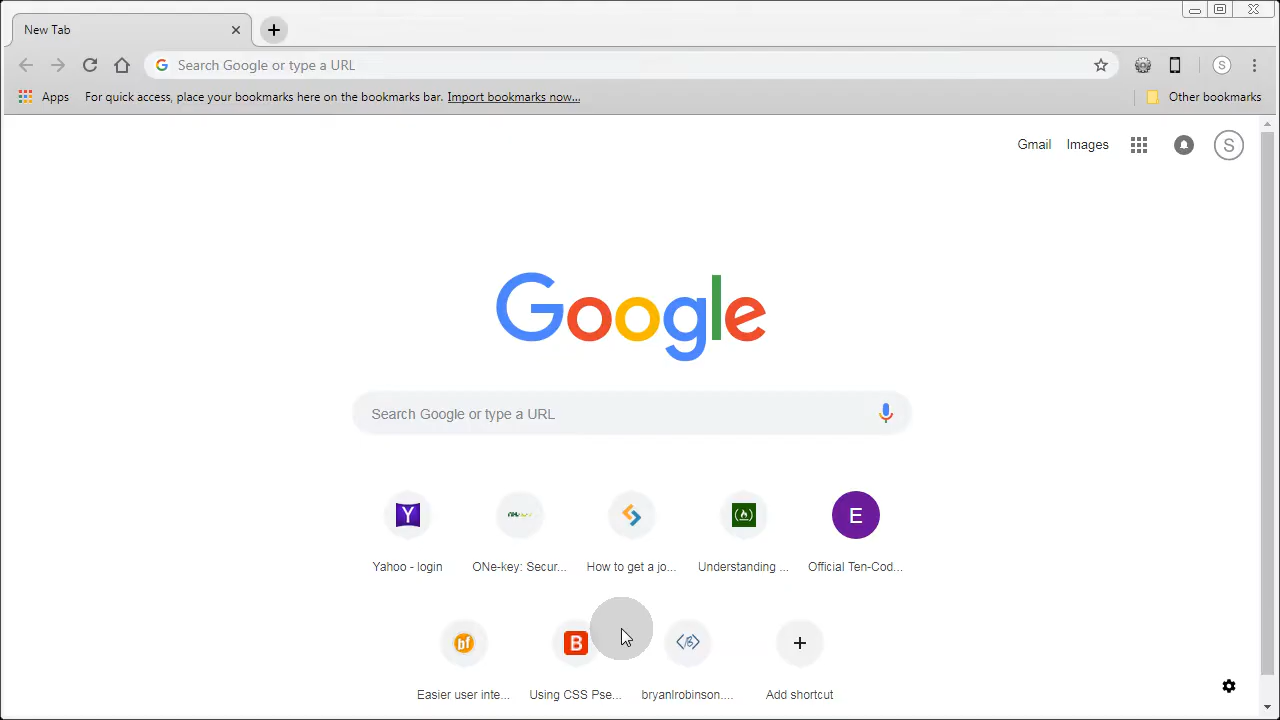 New Tab
Search Google or type a URL
S
Apps
For quick access, place your bookmarks here on the bookmarks bar. Import bookmarks now...
Other bookmarks
Gmail
Images
S
Google
Search Google or type a URL
Y
E
Yahoo - login
ONe-key: Secur...
How to get a jo...
Understanding ...
Official Ten-Cod...
bf
B
Easier user inte...
Using CSS Pse...
bryanlrobinson....
Add shortcut